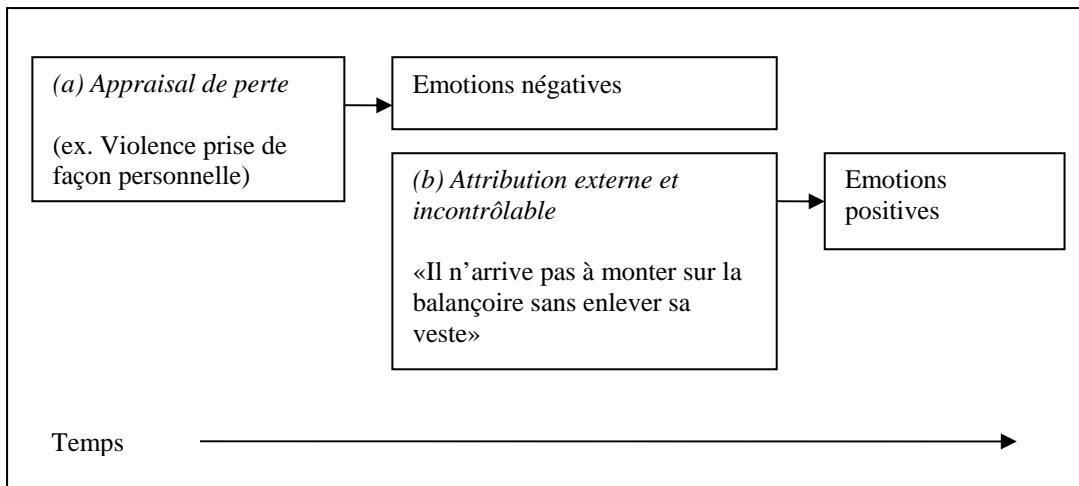 (a) Appraisal de perte
(ex. Violence prise de
façon personnelle)
Emotions négatives
(b) Attribution externe et
incontrôlable
«Il n’arrive pas à monter sur la
balançoire sans enlever sa
veste»
Emotions
positives
Temps